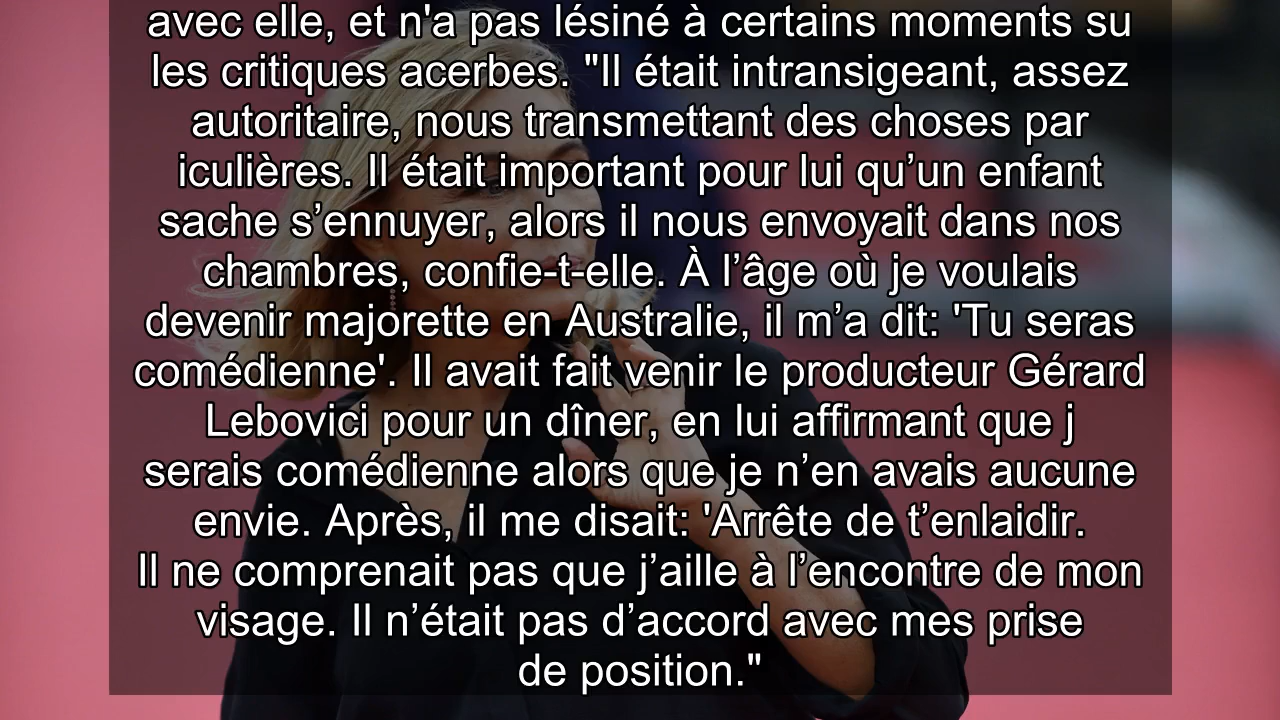 avec elle, et n'a pas lésiné à certains moments su
les critiques acerbes. "Il était intransigeant, assez
autoritaire, nous transmettant des choses par
iculières. Il était important pour lui qu’un enfant
sache s’ennuyer, alors il nous envoyait dans nos
chambres, confie-t-elle. À l’âge où je voulais
devenir majorette en Australie, il m’a dit: 'Tu seras
comédienne'. Il avait fait venir le producteur Gérard
Lebovici pour un dîner, en lui affirmant que j
serais comédienne alors que je n’en avais aucune
envie. Après, il me disait: 'Arrête de t’enlaidir.
Il ne comprenait pas que j’aille à l’encontre de mon
visage. Il n’était pas d’accord avec mes prise
de position."